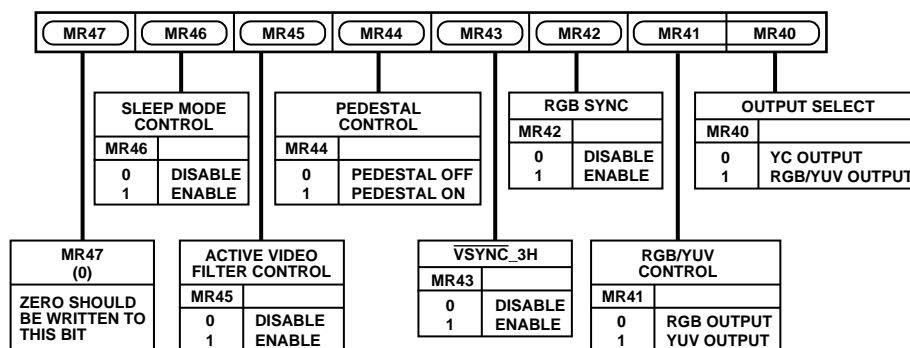 MR47 MR46 MR45 MR44 MR43 MR42 MR41 MR40
SLEEP MODE
CONTROL
MR46
0 DISABLE
1 ENABLE
PEDESTAL
CONTROL
MR44
0 PEDESTAL OFF
1 PEDESTAL ON
RGB SYNC
MR42
0 DISABLE
1 ENABLE
OUTPUT SELECT
MR40
0 YC OUTPUT
1 RGB/YUV OUTPUT
MR47
(0)
ZERO SHOULD
BE WRITTEN TO
THIS BIT
ACTIVE VIDEO
FILTER CONTROL
MR45
0 DISABLE
1 ENABLE
VSYNC_3H
MR43
0 DISABLE
1 ENABLE
RGB/YUV
CONTROL
MR41
0 RGB OUTPUT
1 YUV OUTPUT